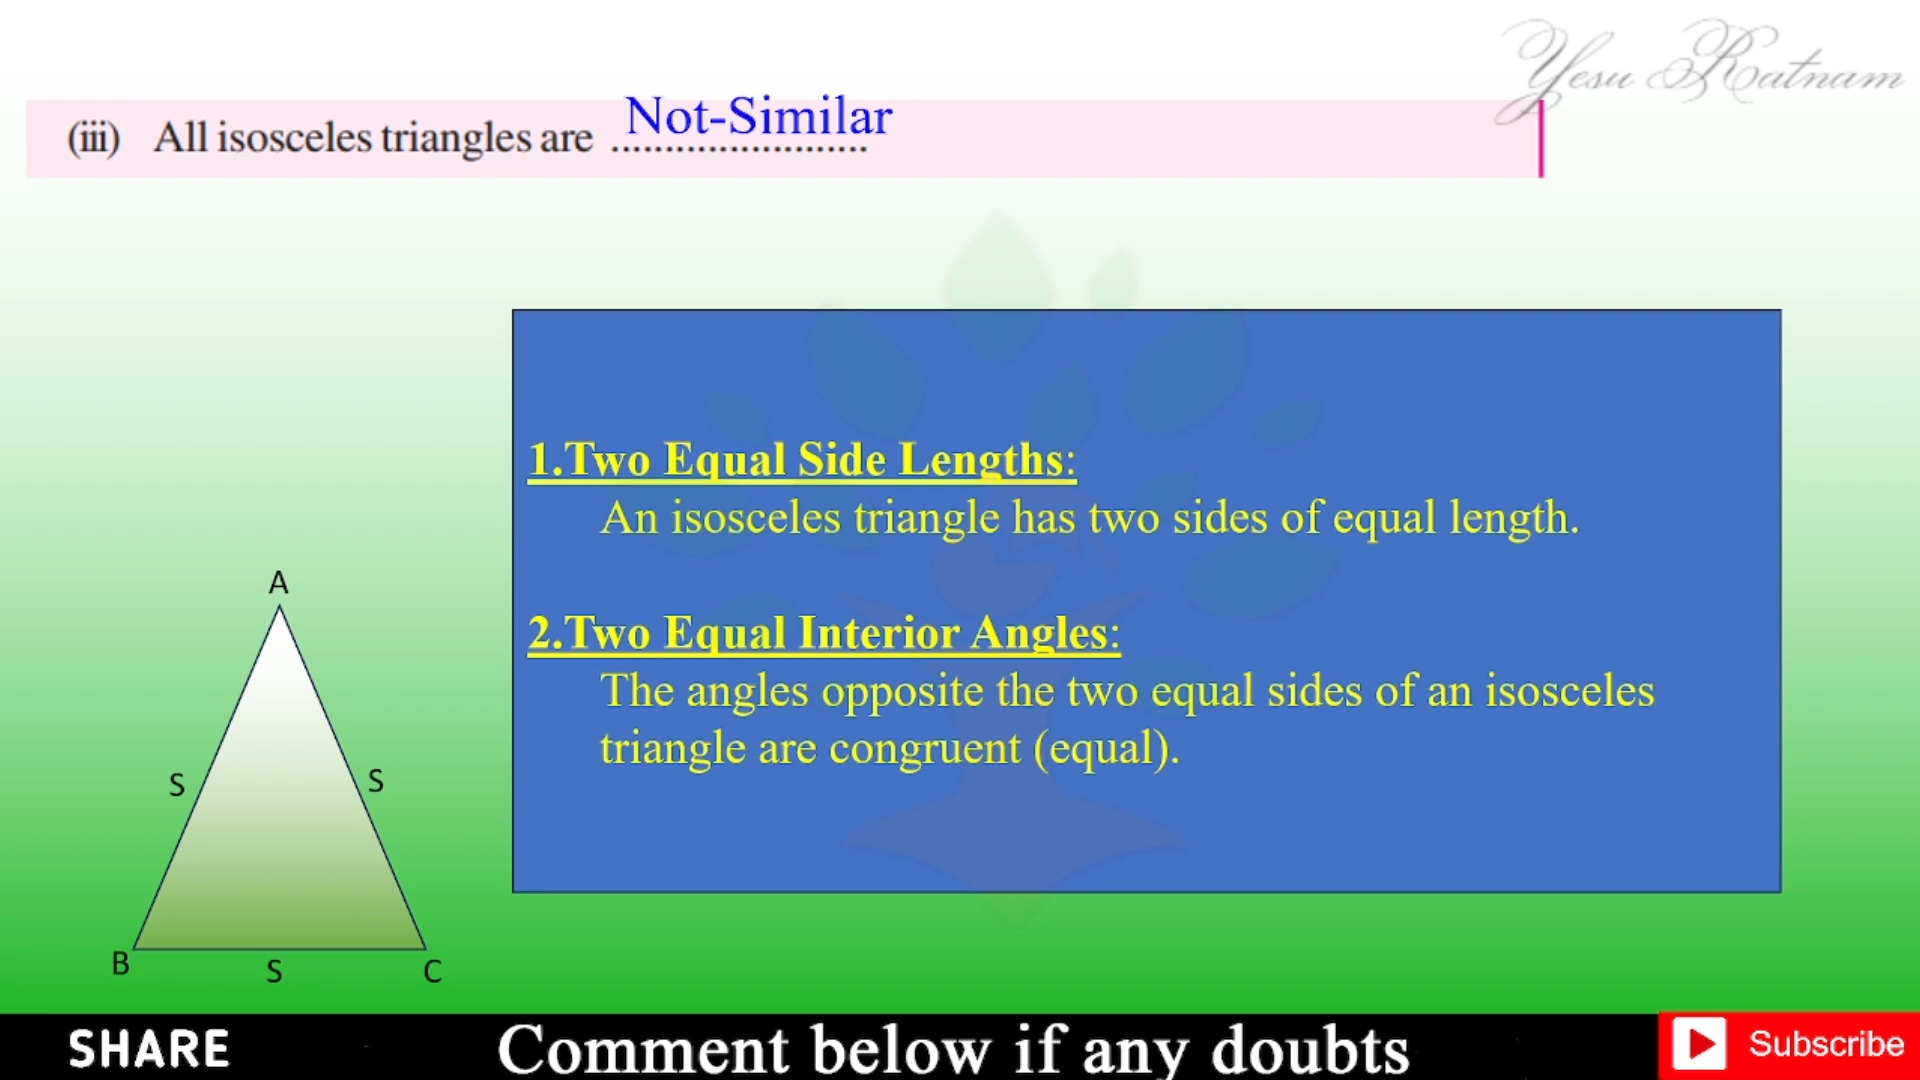 Yesu Ratnam
Not-Similar
(iii) All isosceles triangles are ........................
1.Two Equal Side Lengths:
An isosceles triangle has two sides of equal length.
2.Two Equal Interior Angles:
The angles opposite the two equal sides of an isosceles
triangle are congruent (equal).
A
S S
B S C
SHARE
Comment below if any doubts
Subscribe